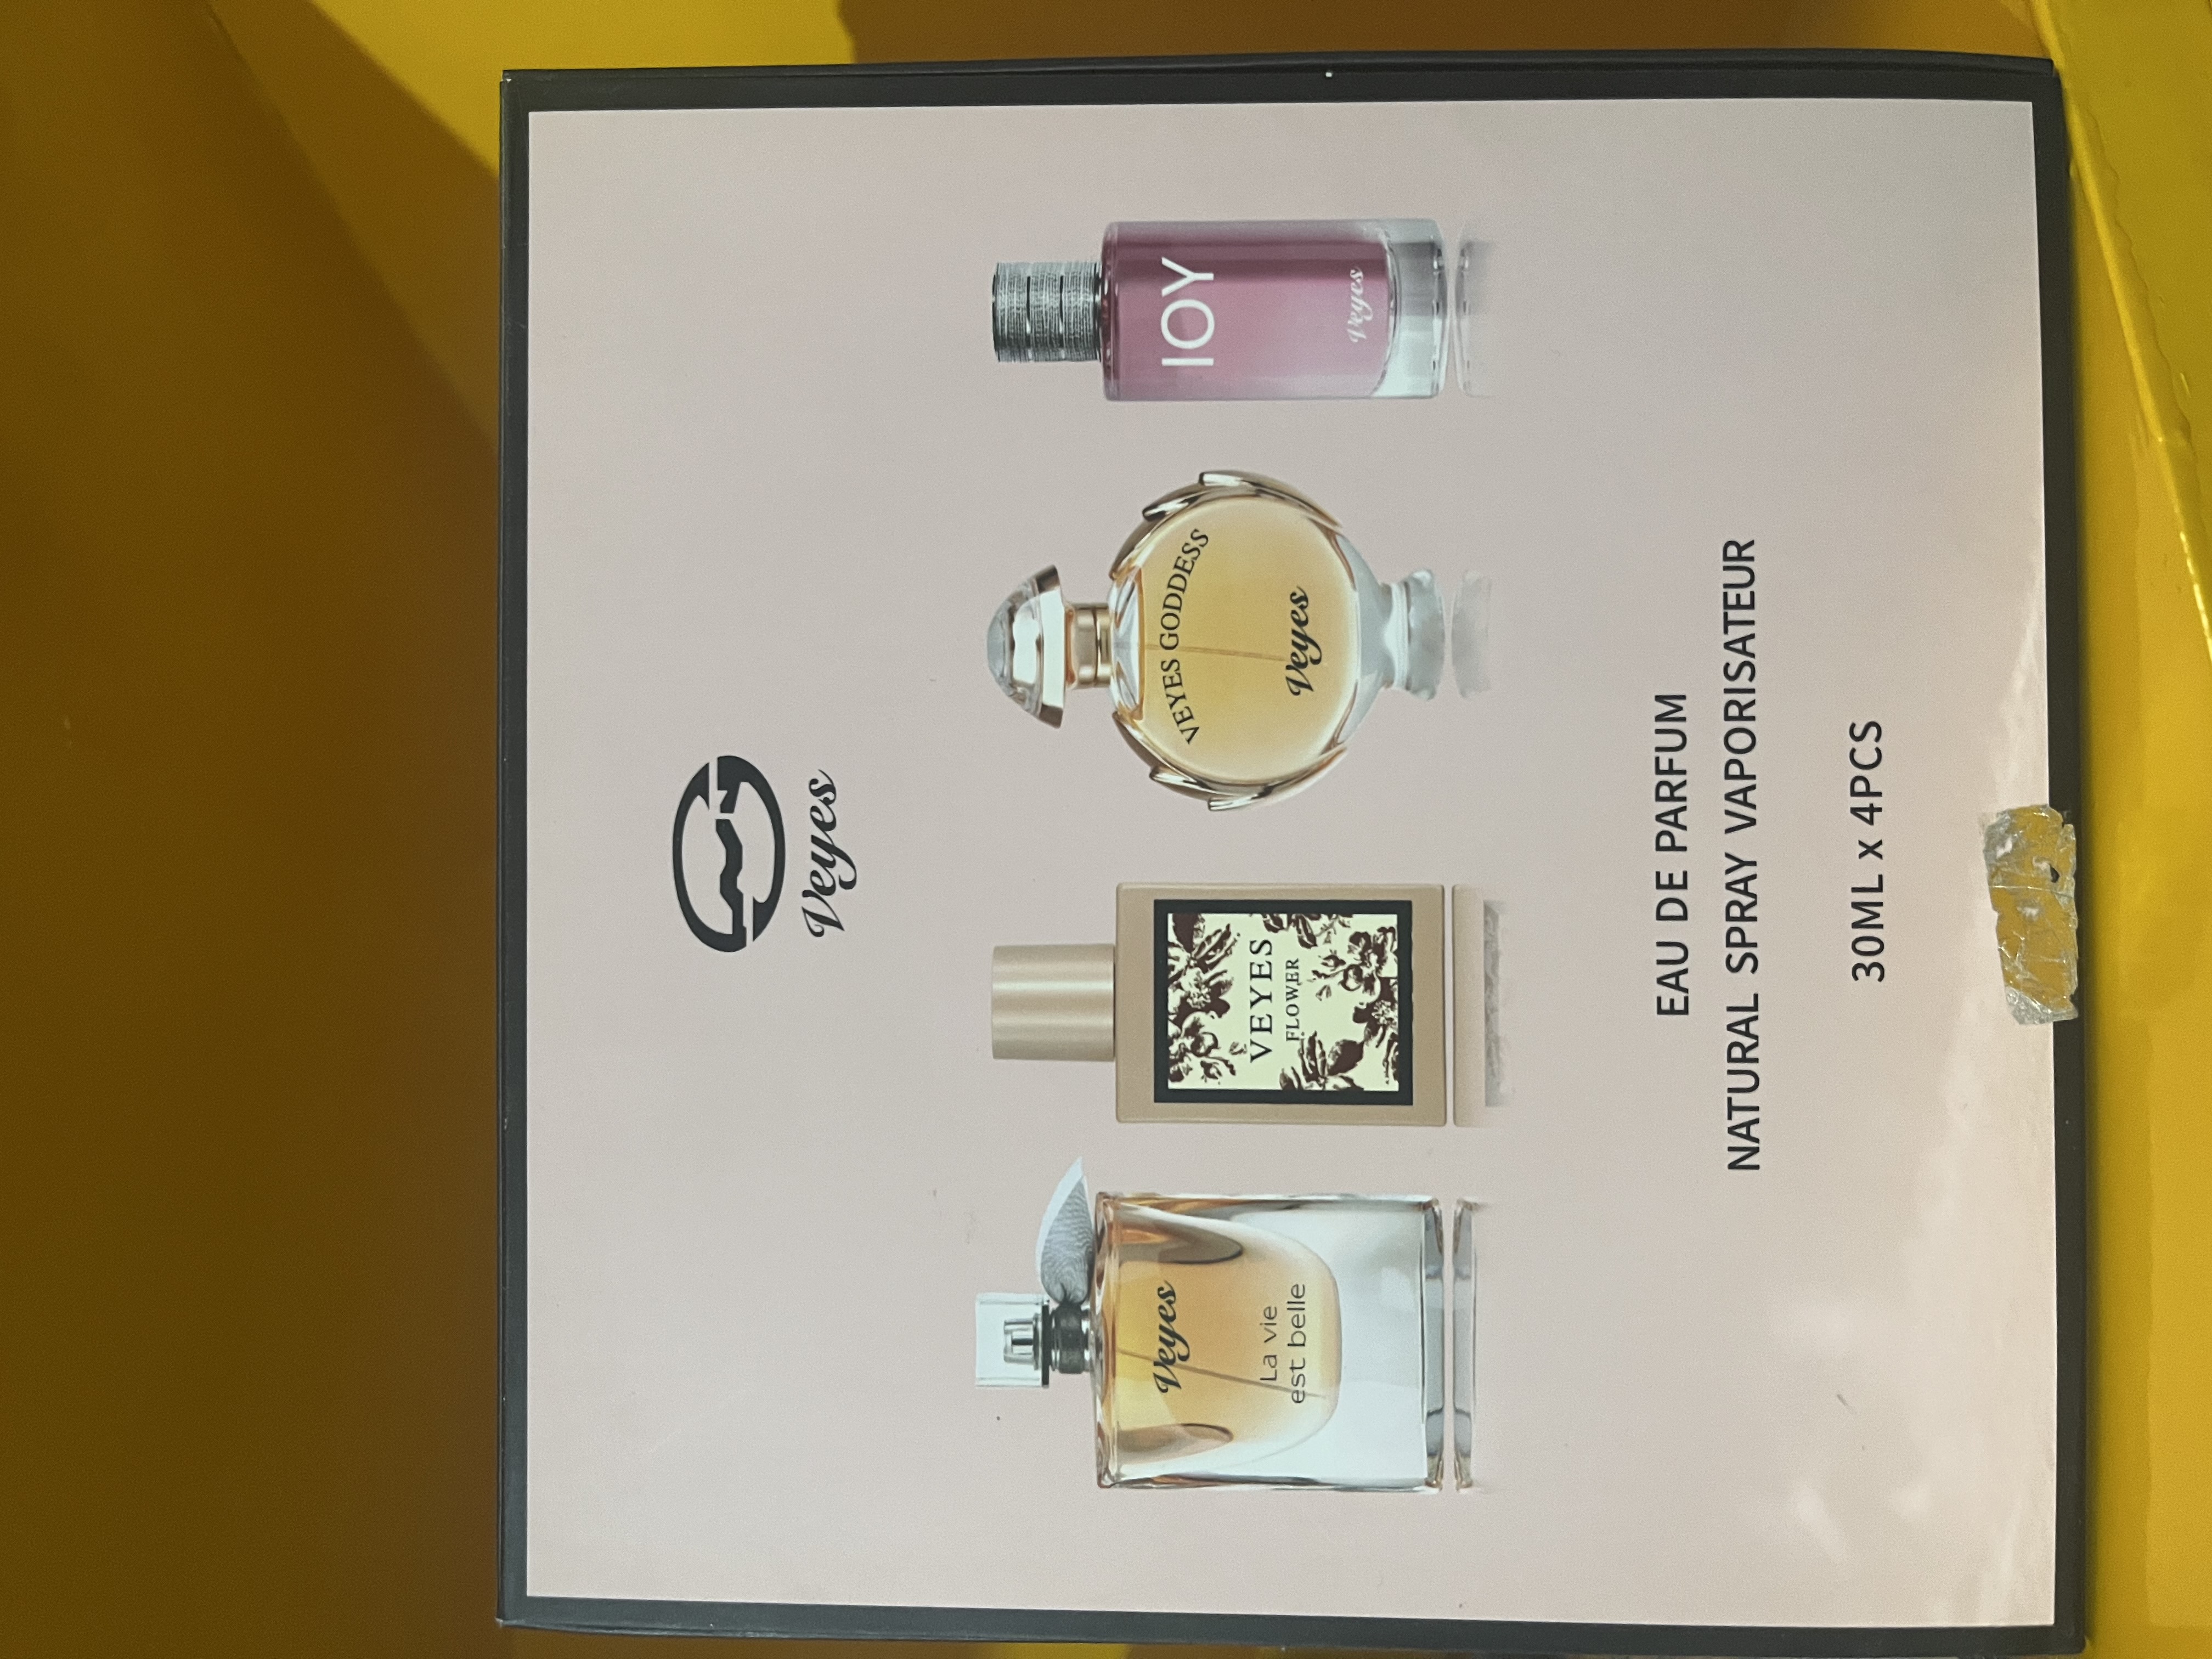 Veyes
Veyes
La vie
est belle
VEYES
FLOWER
VEYES GODDESS
Veyes
IOY
Veyes
EAU DE PARFUM
NATURAL SPRAY VAPORISATEUR
30ML x 4PCS